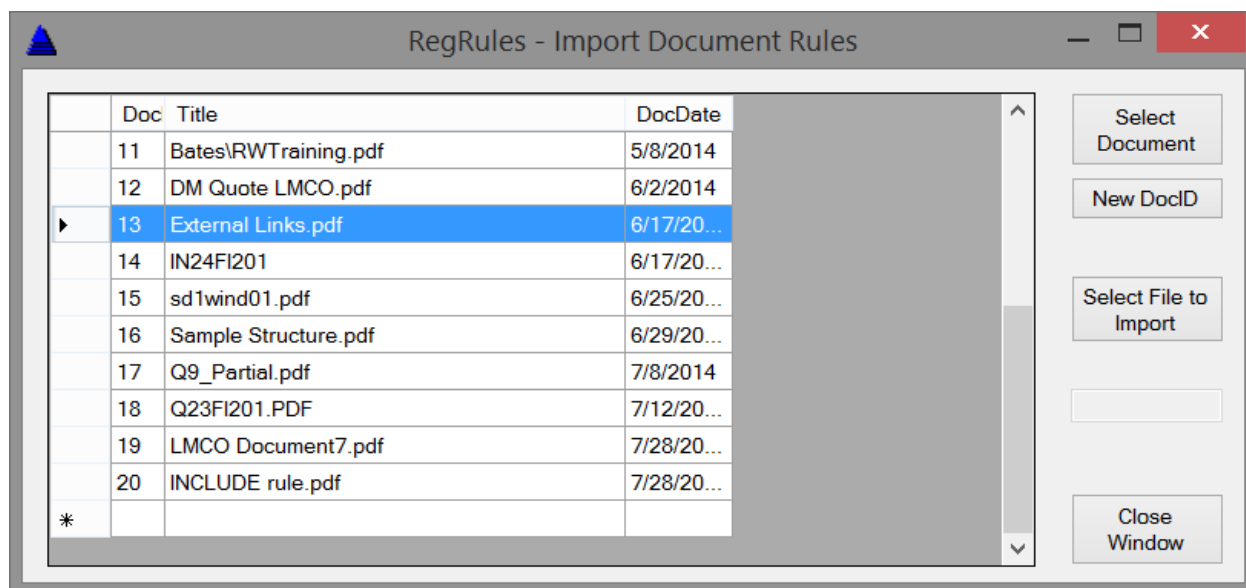 RegRules - Import Document Rules
Doc Title DocDate
11 Bates\RWTraining.pdf 5/8/2014
12 DM Quote LMCO.pdf 6/2/2014
13 External Links.pdf 6/17/20...
14 IN24FI201 6/17/20...
15 sd1wind01.pdf 6/25/20...
16 Sample Structure.pdf 6/29/20...
17 Q9_Partial.pdf 7/8/2014
18 Q23FI201.PDF 7/12/20...
19 LMCO Document7.pdf 7/28/20...
20 INCLUDE rule.pdf 7/28/20...
Select
Document
New DocID
Select File to
Import
Close
Window